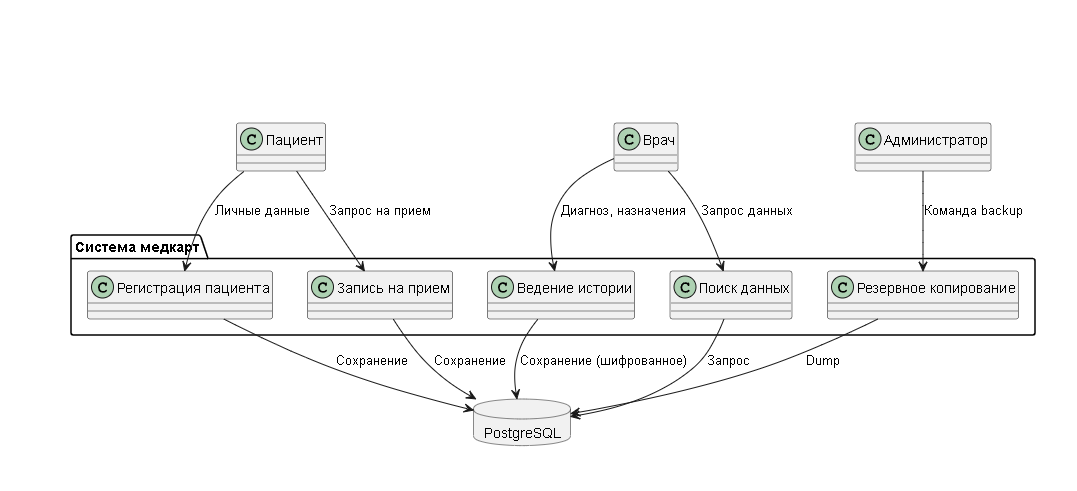 C Пациент
C Врач
C Администратор
Личные данные
Запрос на прием
Диагноз, назначения
Запрос данных
Команда backup
Система медкарт
C Регистрация пациента
C Запись на прием
C Ведение истории
C Поиск данных
C Резервное копирование
Сохранение
Сохранение
Сохранение (шифрованное)
Запрос
Dump
PostgreSQL